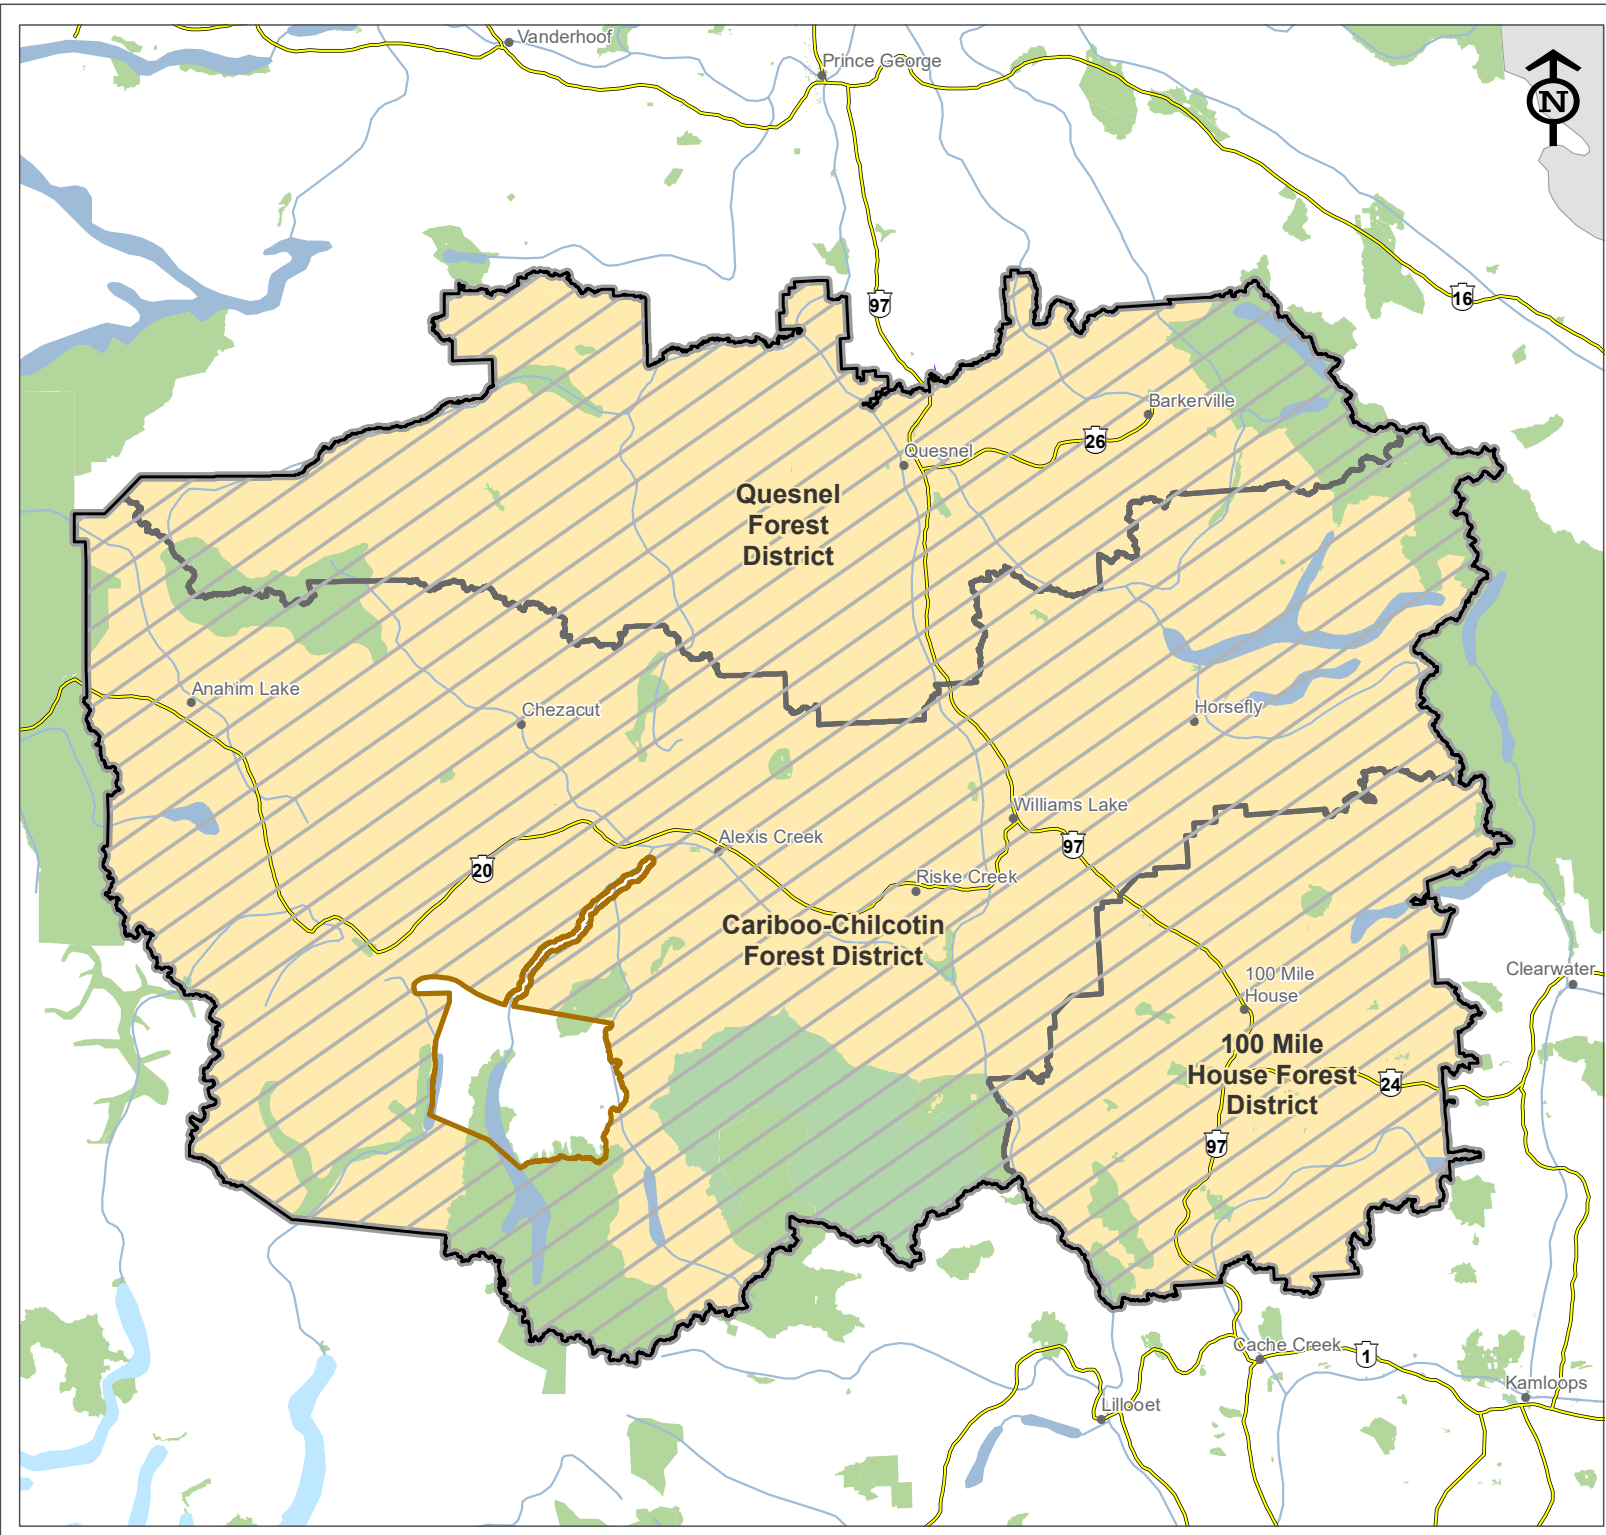 Vanderhoof
Prince George
N
97
16
Barkerville
26
Quesnel
Quesnel
Forest
District
Anahim Lake
Chezacut
Horsefly
Williams Lake
Alexis Creek
97
20
Riske Creek
Cariboo-Chilcotin
Forest District
Clearwater
100 Mile
House
100 Mile
House Forest
District
24
97
Cache Creek
1
Kamloops
Lillooet